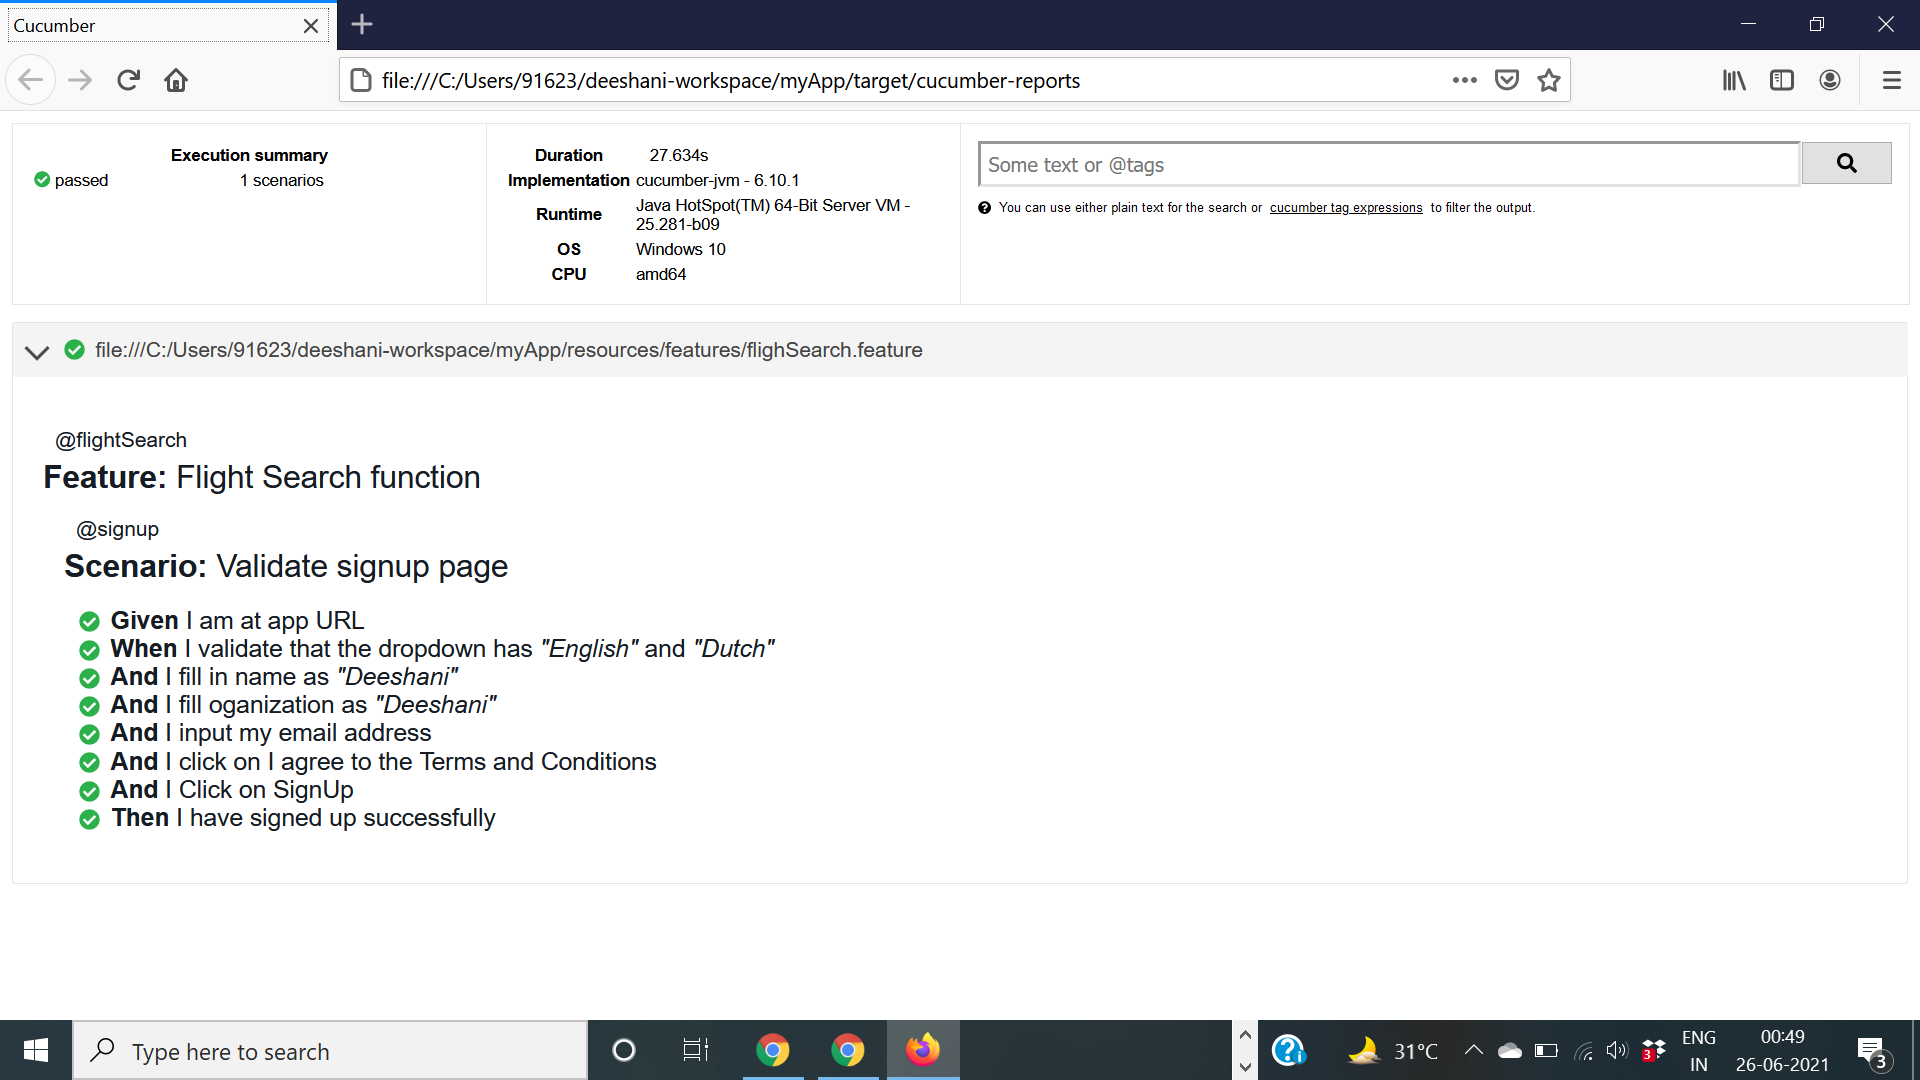 Cucumber
file:///C:/Users/91623/deeshani-workspace/myApp/target/cucumber-reports
Execution summary
passed 1 scenarios
Duration 27.634s
Implementation cucumber-jvm - 6.10.1
Runtime Java HotSpot(TM) 64-Bit Server VM -
25.281-b09
OS Windows 10
CPU amd64
Some text or @tags
You can use either plain text for the search or cucumber tag expressions to filter the output.
file:///C:/Users/91623/deeshani-workspace/myApp/resources/features/flighSearch.feature
@flightSearch
Feature: Flight Search function
@signup
Scenario: Validate signup page
Given I am at app URL
When I validate that the dropdown has "English" and "Dutch"
And I fill in name as "Deeshani"
And I fill oganization as "Deeshani"
And I input my email address
And I click on I agree to the Terms and Conditions
And I Click on SignUp
Then I have signed up successfully
Type here to search
31°C
3
ENG
IN
00:49
26-06-2021
3